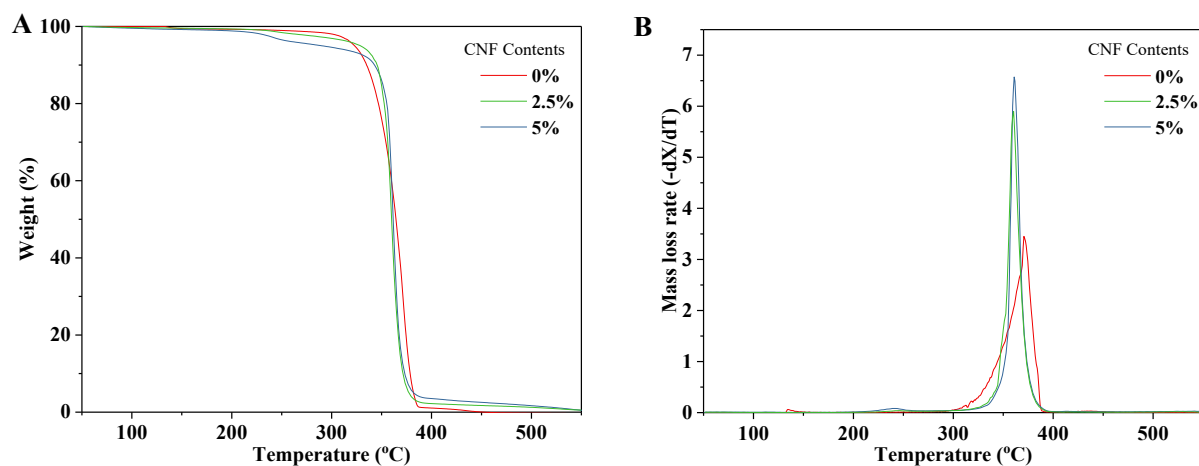 A
CNF Contents
0%
2.5%
5%
Weight (%)
100
80
60
40
20
0
100 200 300 400 500
Temperature (ºC)
B
CNF Contents
0%
2.5%
5%
Mass loss rate (-dX/dT)
7
6
5
4
3
2
1
0
100 200 300 400 500
Temperature (ºC)